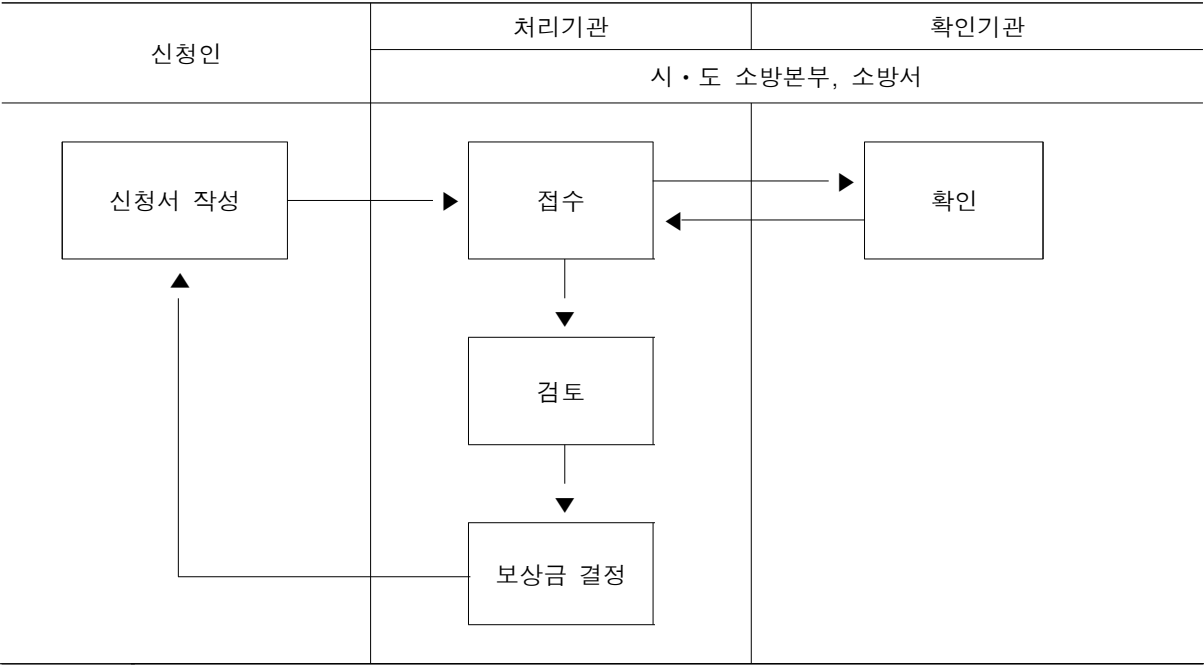 신청인
처리기관
확인기관
시・도 소방본부, 소방서
신청서 작성
접수
확인
검토
보상금 결정